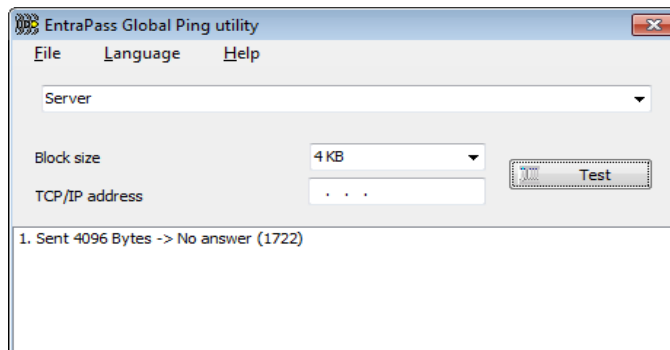 EntraPass Global Ping utility
File Language Help
Server
Block size 4 KB
Test
TCP/IP address . . .
1. Sent 4096 Bytes -> No answer (1722)